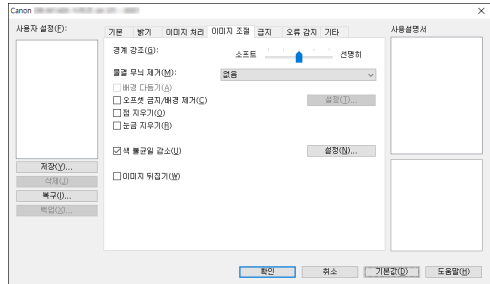 Canon
사용자 설정(F):
저장(Y)...
삭제(J)
복구(I)...
백업(X)...
기본 밝기 이미지 처리 이미지 조절 급지 오류 감지 기타
경계 강조(G):
소프트 선명히
물결 무늬 제거(M):
없음
배경 다듬기(A)
오프셋 금지/배경 제거(C)
설정(T)...
점 지우기(O)
눈금 지우기(R)
색 불균일 감소(U)
설정(N)...
이미지 뒤집기(W)
사용설명서
확인 취소 기본값(D) 도움말(H)